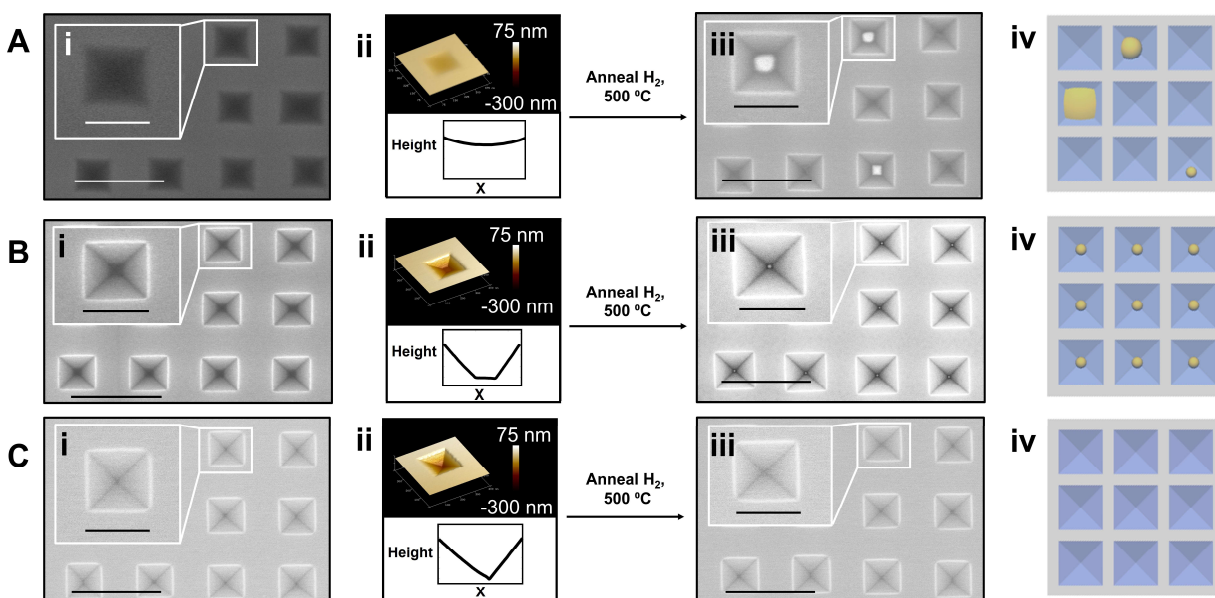 A
i
ii
75 nm
-300 nm
Height
X
Anneal H₂,
500 ºC
iii
iv
B
i
ii
75 nm
-300 nm
Height
X
Anneal H₂,
500 ºC
iii
iv
C
i
ii
75 nm
-300 nm
Height
X
Anneal H₂,
500 ºC
iii
iv